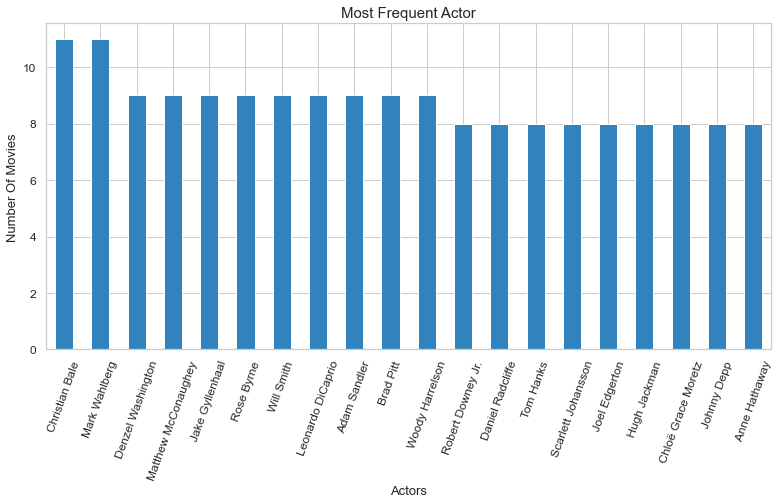 Most Frequent Actor
Number Of Movies
10
8
6
4
2
0
Christian Bale
Mark Wahlberg
Denzel Washington
Matthew McConaughey
Jake Gyllenhaal
Rose Byrne
Will Smith
Leonardo DiCaprio
Adam Sandler
Brad Pitt
Woody Harrelson
Robert Downey Jr.
Daniel Radcliffe
Tom Hanks
Scarlett Johansson
Joel Edgerton
Hugh Jackman
Chloë Grace Moretz
Johnny Depp
Anne Hathaway
Actors